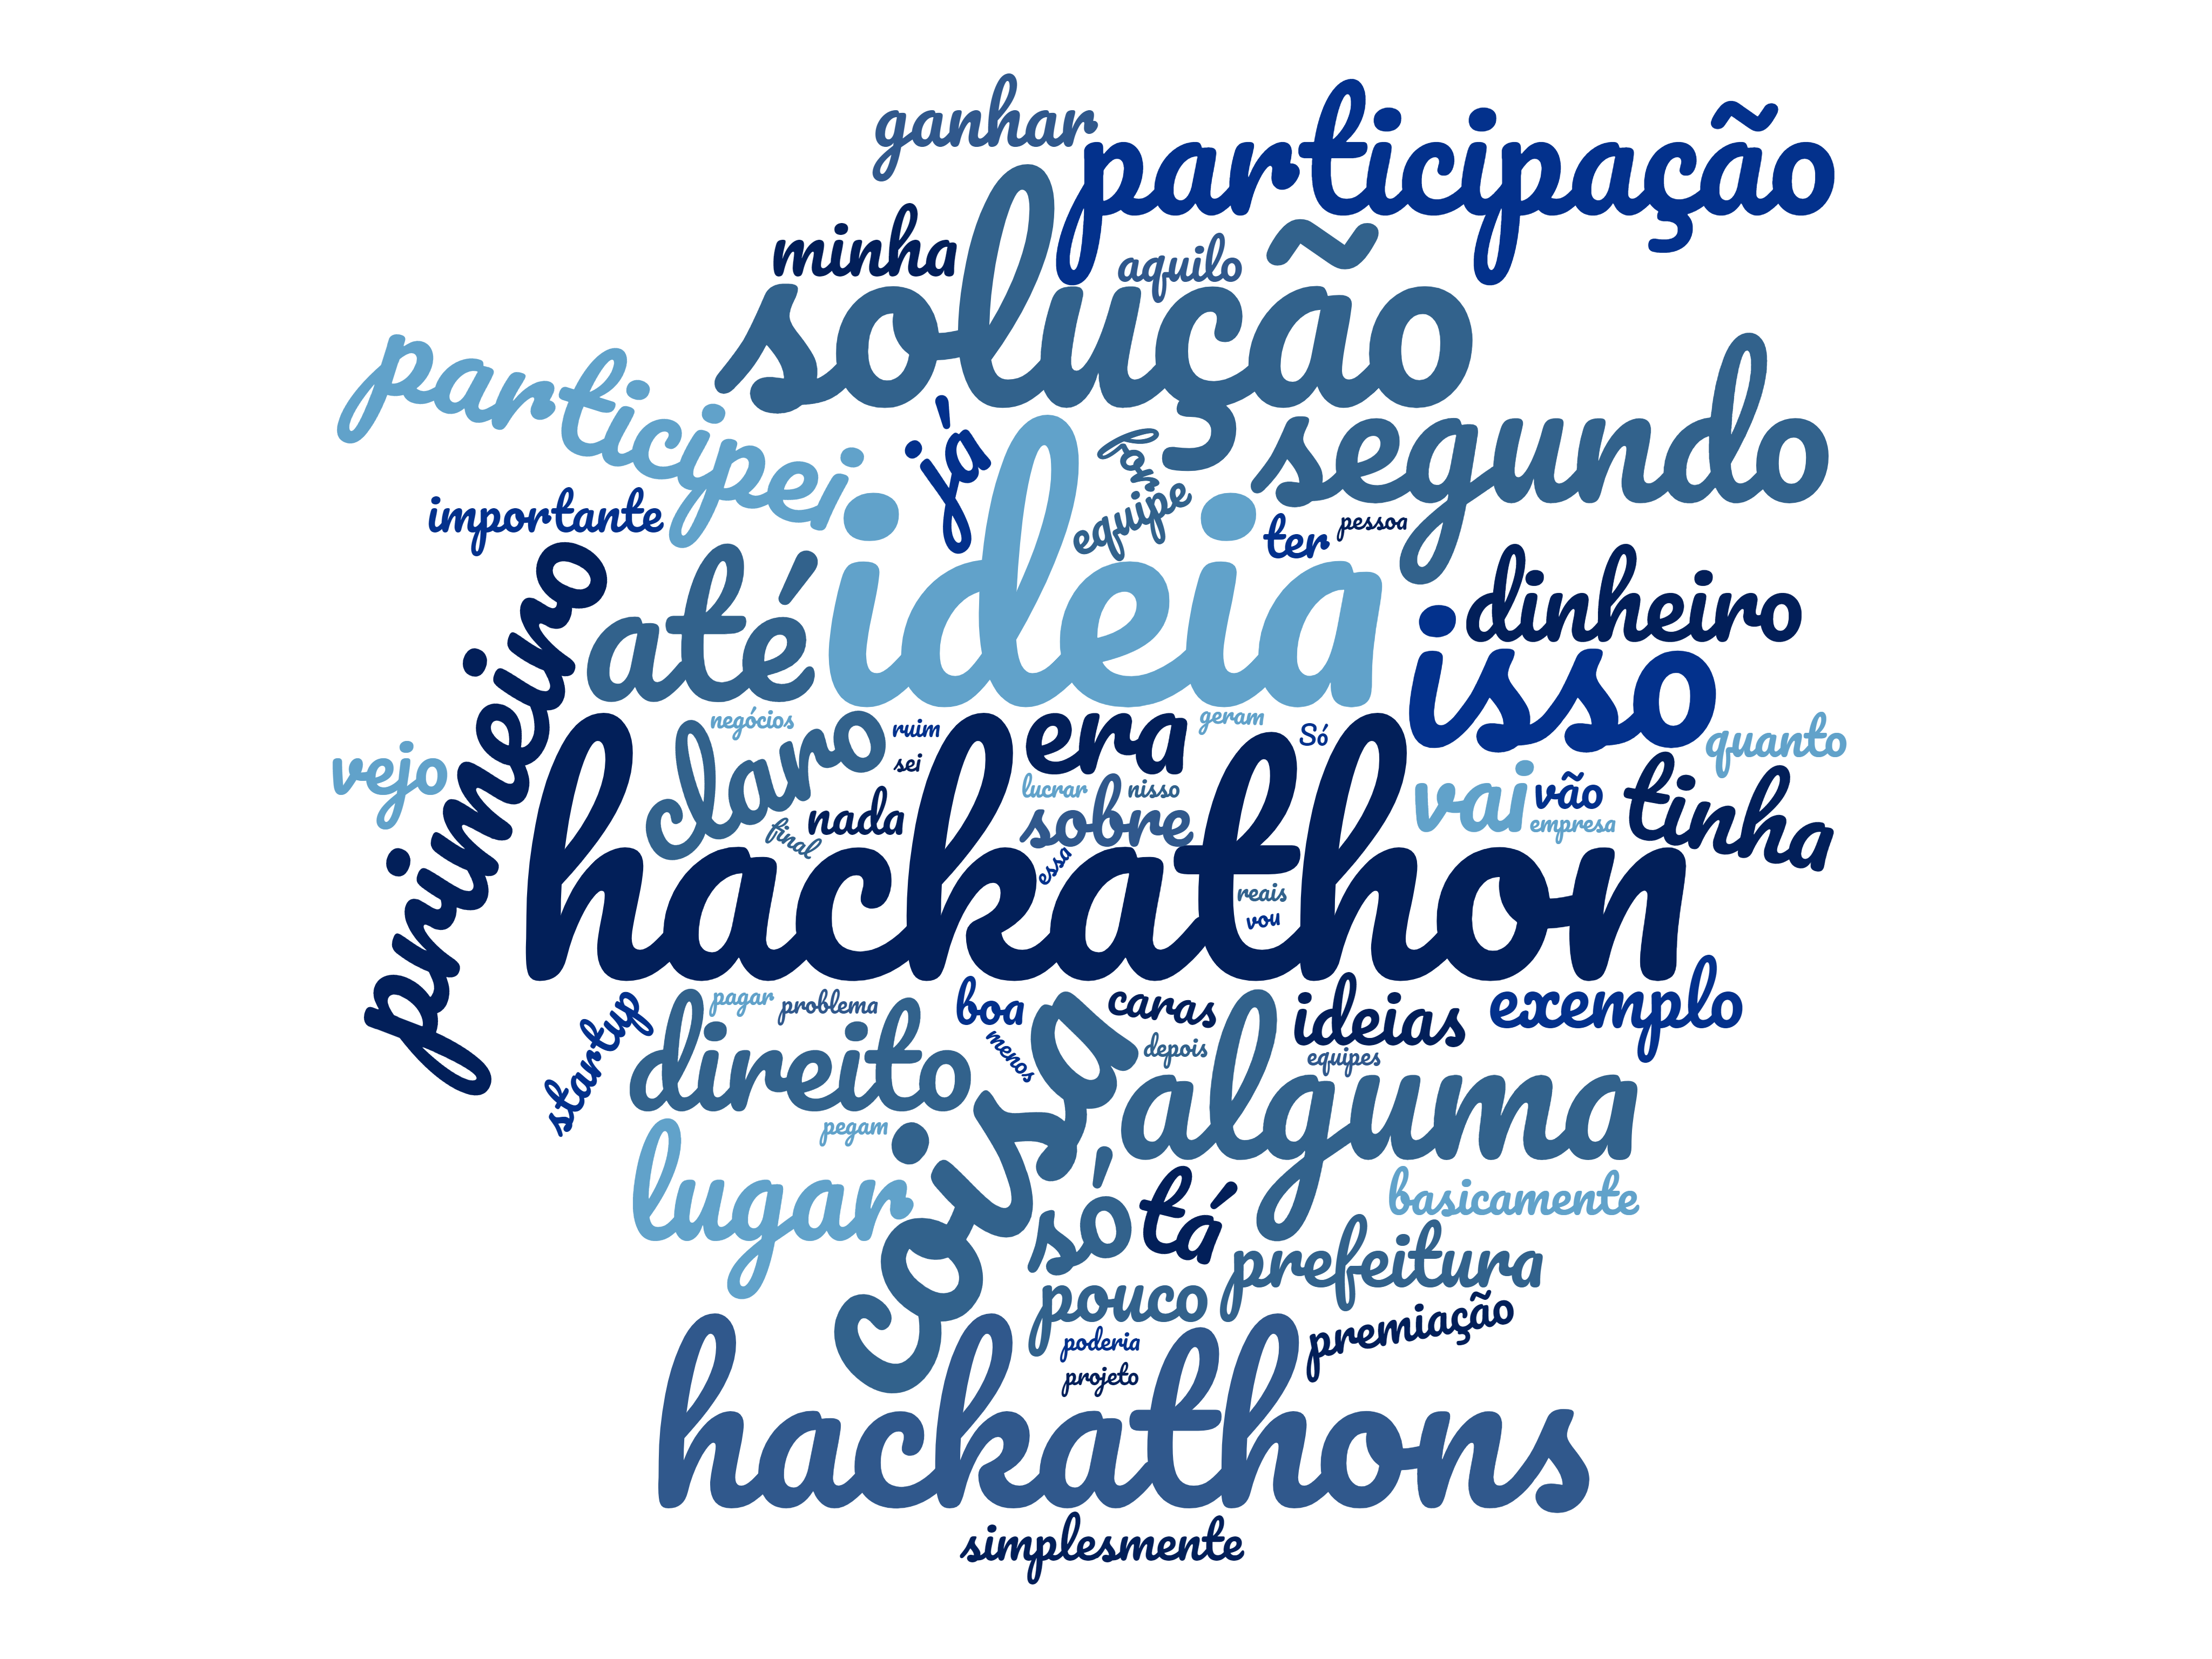 ganhar
participação
minha
aquilo
solução
participei
já
segundo
equipe
importante
ter
pessoa
até
ideia
dinheiro
isso
primeiro
negócios
claro
ruim
era
geram
Só
quanto
vejo
sei
lucrar
nisso
vai
vão
tinha
nada
sobre
empresa
final
essa
hackathon
reais
vou
startup
pagar
problema
boa
caras
ideias
exemplo
menos
depois
equipes
direito
coisa
alguma
pegam
lugar
só
tá
basicamente
prefeitura
pouco
premiação
poderia
projeto
hackathons
simplesmente